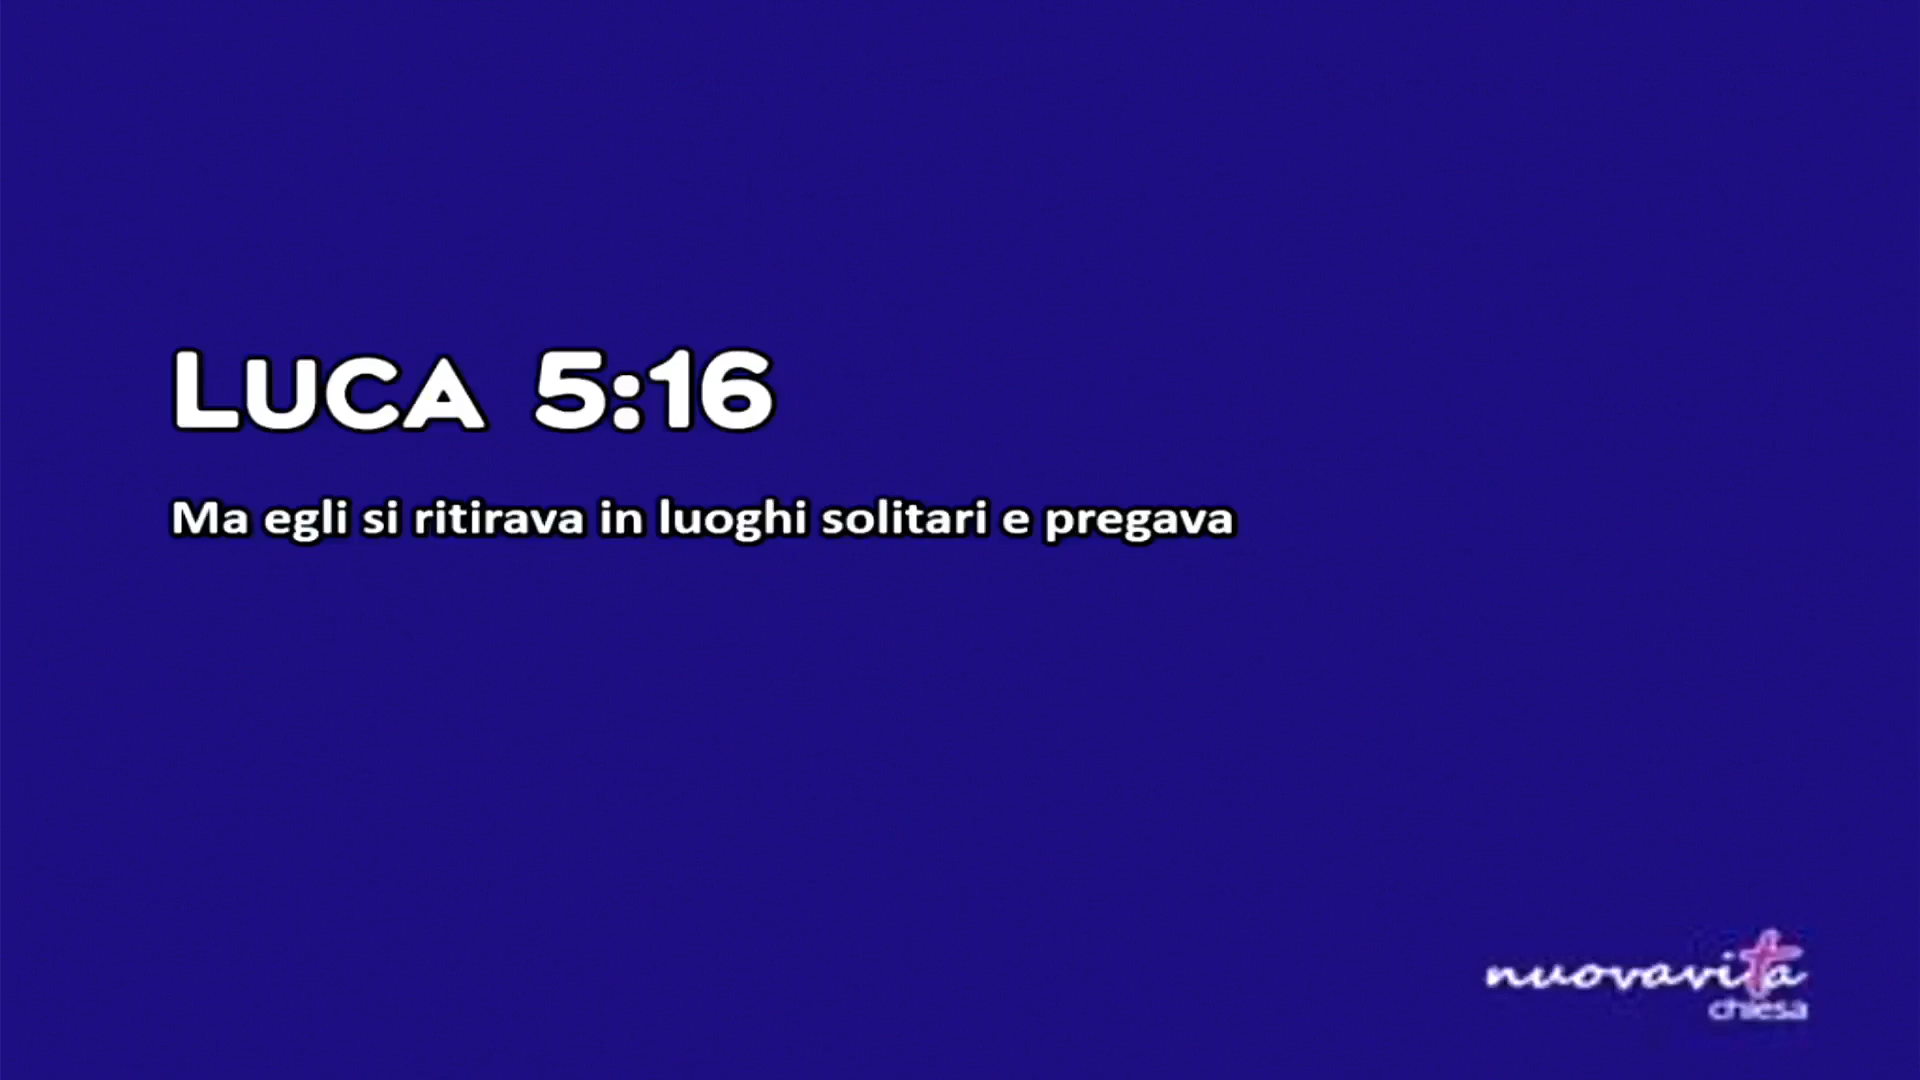 LUCA 5:16
Ma egli si ritirava in luoghi solitari e pregava
nuovavita
chiesa